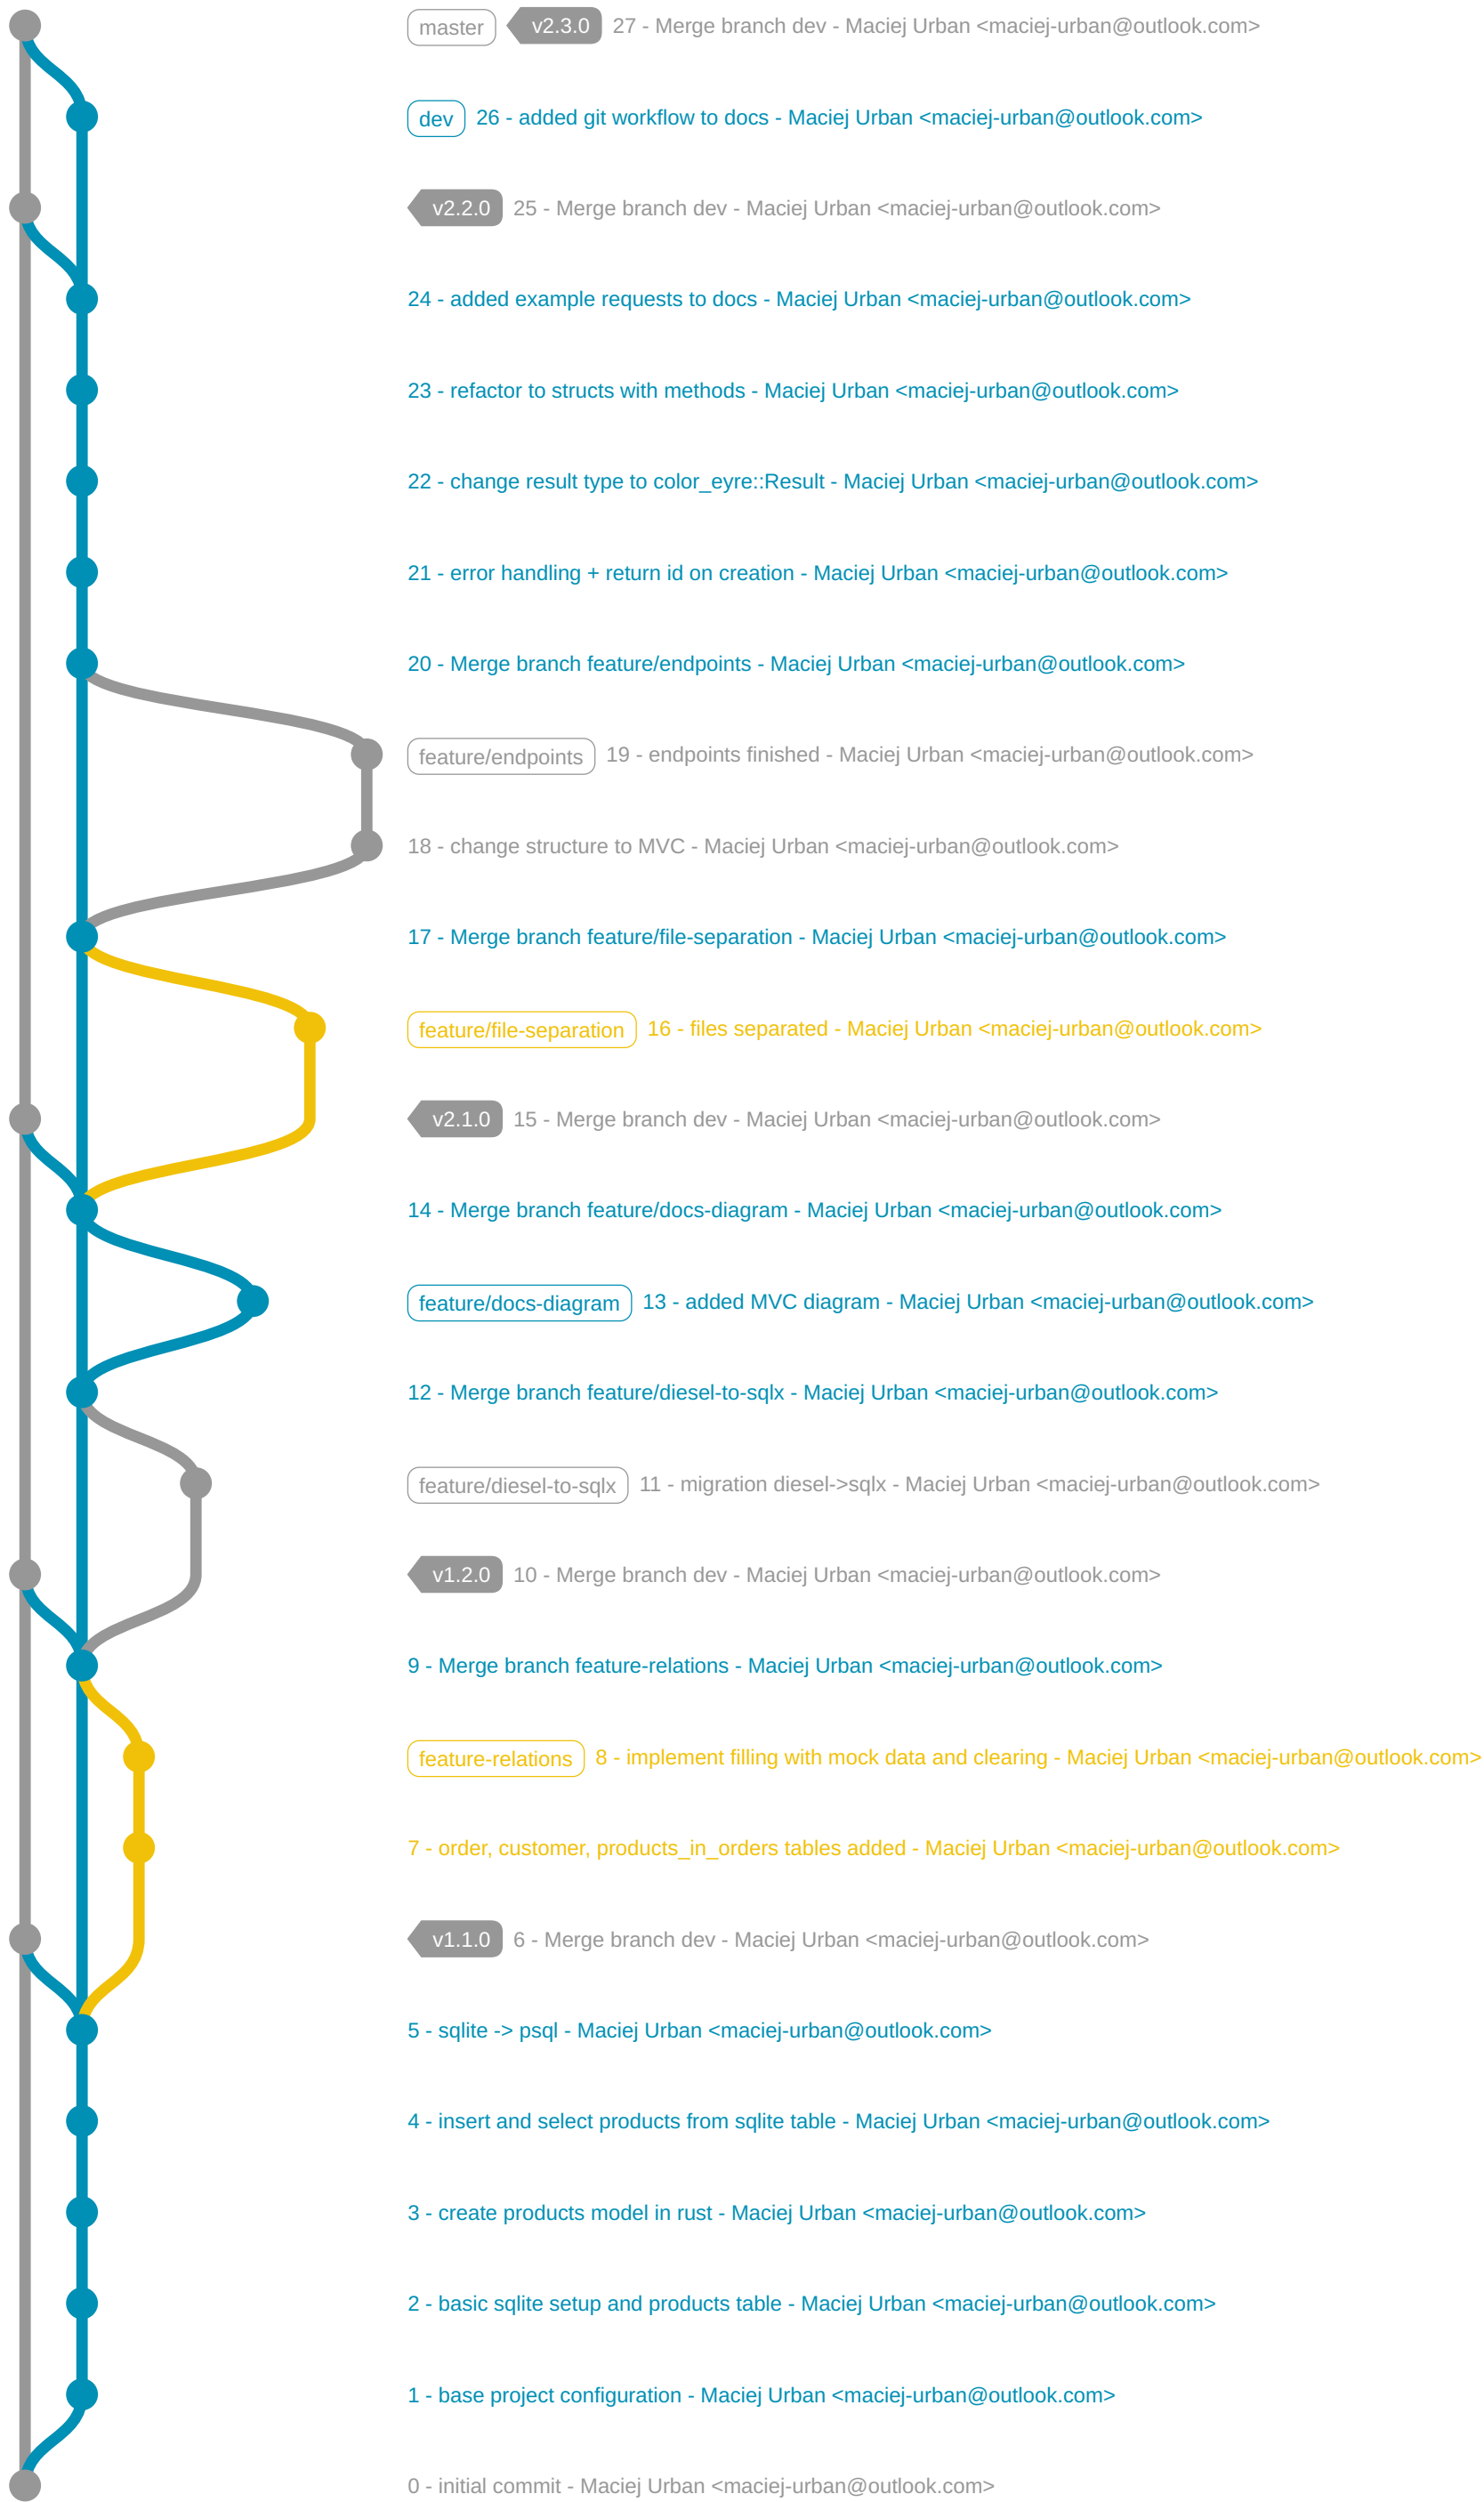 master v2.3.0 27 - Merge branch dev - Maciej Urban <maciej-urban@outlook.com>
dev 26 - added git workflow to docs - Maciej Urban <maciej-urban@outlook.com>
v2.2.0 25 - Merge branch dev - Maciej Urban <maciej-urban@outlook.com>
24 - added example requests to docs - Maciej Urban <maciej-urban@outlook.com>
23 - refactor to structs with methods - Maciej Urban <maciej-urban@outlook.com>
22 - change result type to color_eyre::Result - Maciej Urban <maciej-urban@outlook.com>
21 - error handling + return id on creation - Maciej Urban <maciej-urban@outlook.com>
20 - Merge branch feature/endpoints - Maciej Urban <maciej-urban@outlook.com>
feature/endpoints 19 - endpoints finished - Maciej Urban <maciej-urban@outlook.com>
18 - change structure to MVC - Maciej Urban <maciej-urban@outlook.com>
17 - Merge branch feature/file-separation - Maciej Urban <maciej-urban@outlook.com>
feature/file-separation 16 - files separated - Maciej Urban <maciej-urban@outlook.com>
v2.1.0 15 - Merge branch dev - Maciej Urban <maciej-urban@outlook.com>
14 - Merge branch feature/docs-diagram - Maciej Urban <maciej-urban@outlook.com>
feature/docs-diagram 13 - added MVC diagram - Maciej Urban <maciej-urban@outlook.com>
12 - Merge branch feature/diesel-to-sqlx - Maciej Urban <maciej-urban@outlook.com>
feature/diesel-to-sqlx 11 - migration diesel->sqlx - Maciej Urban <maciej-urban@outlook.com>
v1.2.0 10 - Merge branch dev - Maciej Urban <maciej-urban@outlook.com>
9 - Merge branch feature-relations - Maciej Urban <maciej-urban@outlook.com>
feature-relations 8 - implement filling with mock data and clearing - Maciej Urban <maciej-urban@outlook.com>
7 - order, customer, products_in_orders tables added - Maciej Urban <maciej-urban@outlook.com>
v1.1.0 6 - Merge branch dev - Maciej Urban <maciej-urban@outlook.com>
5 - sqlite -> psql - Maciej Urban <maciej-urban@outlook.com>
4 - insert and select products from sqlite table - Maciej Urban <maciej-urban@outlook.com>
3 - create products model in rust - Maciej Urban <maciej-urban@outlook.com>
2 - basic sqlite setup and products table - Maciej Urban <maciej-urban@outlook.com>
1 - base project configuration - Maciej Urban <maciej-urban@outlook.com>
0 - initial commit - Maciej Urban <maciej-urban@outlook.com>